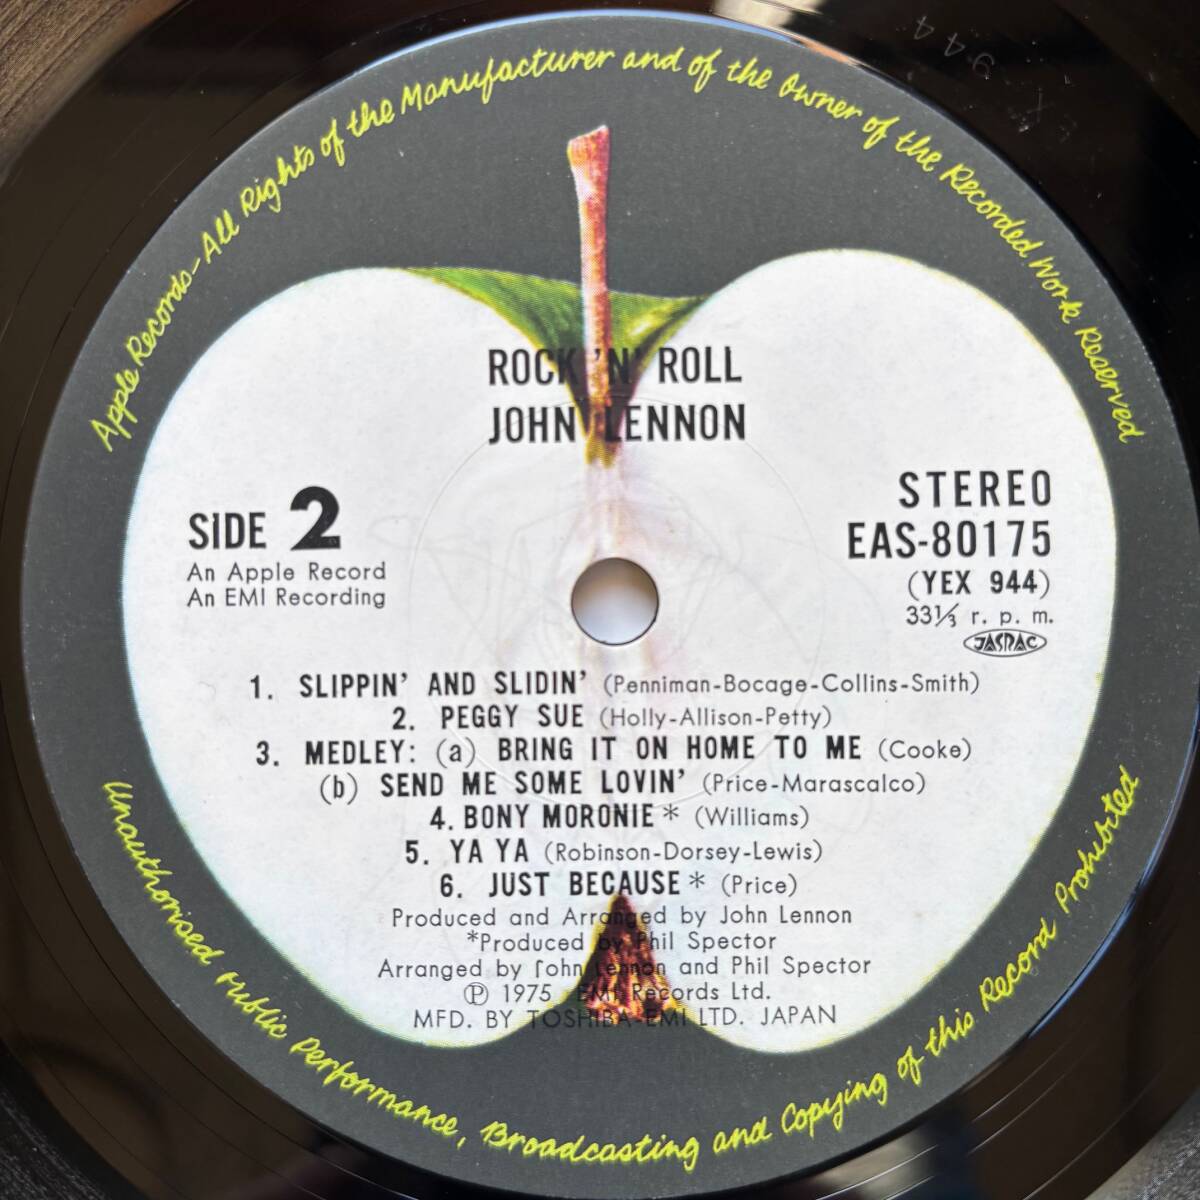 Apple Records-All Rights of the Manufacturer and of the Owner of the Recorded Work Reserved
ROCK 'N' ROLL
JOHN LENNON
SIDE 2
An Apple Record
An EMI Recording
STEREO
EAS-80175
(YEX 944)
33⅓ r. p. m.
JASRAC
1. SLIPPIN' AND SLIDIN' (Penniman-Bocage-Collins-Smith)
2. PEGGY SUE (Holly-Allison-Petty)
3. MEDLEY: (a) BRING IT ON HOME TO ME (Cooke)
(b) SEND ME SOME LOVIN' (Price-Marascalco)
4. BONY MORONIE* (Williams)
5. YA YA (Robinson-Dorsey-Lewis)
6. JUST BECAUSE* (Price)
Produced and Arranged by John Lennon
*Produced by Phil Spector
Arranged by John Lennon and Phil Spector
Ⓟ 1975 EMI Records Ltd.
MFD. BY TOSHIBA-EMI LTD. JAPAN
Unauthorised Public Performance, Broadcasting and Copying of this Record Prohibited